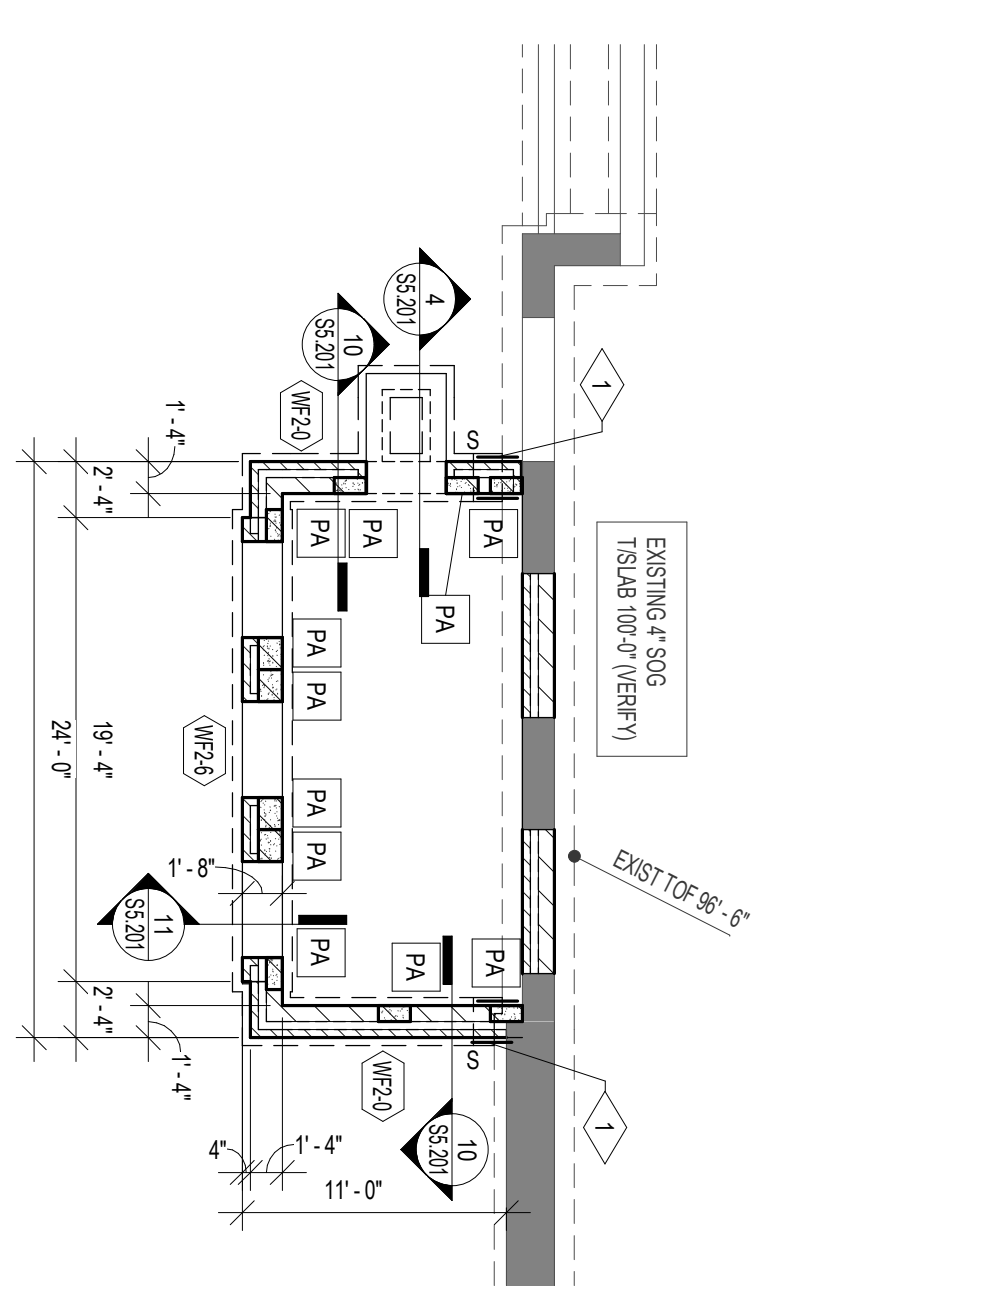 4
S5.201
10
S5.201
1
WF2-0
1' - 4"
2' - 4"
S
PA
PA
PA
PA
EXISTING 4" SOG
T/SLAB 100'-0" (VERIFY)
PA
PA
WF2-6
19' - 4"
24' - 0"
PA
PA
1' - 8"
EXIST TOF 96' - 6"
11
S5.201
PA
PA
PA
2' - 4"
1' - 4"
S
WF2-0
1
10
S5.201
4"
1' - 4"
11' - 0"